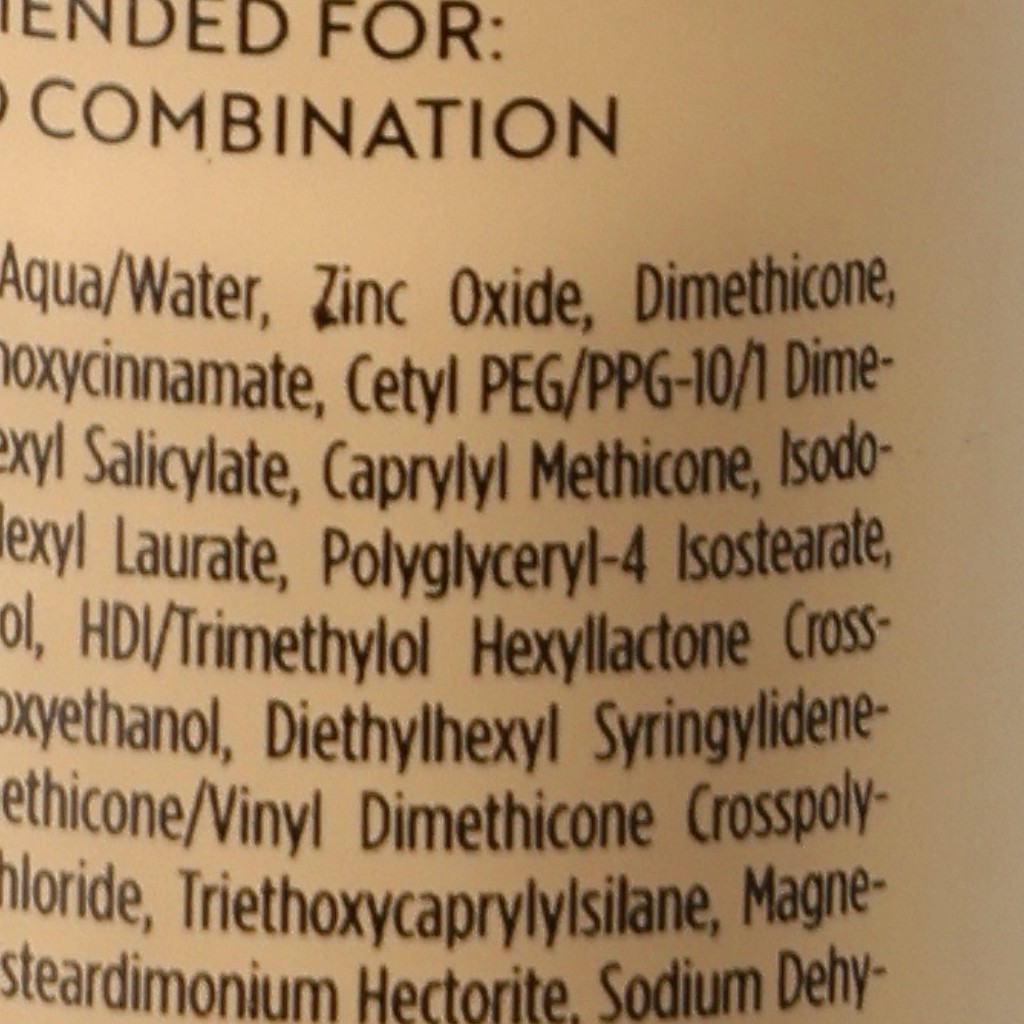 FOR:
COMBINATION
Aqua/Water, Zinc Oxide, Dimethicone,
noxycinnamate, Cetyl PEG/PPG-10/1 Dime-
exyl Salicylate, Caprylyl Methicone, Isodo-
lexyl Laurate, Polyglyceryl-4 Isostearate,
ol, HDI/Trimethylol Hexyllactone Cross-
oxyethanol, Diethylhexyl Syringylidene-
ethicone/Vinyl Dimethicone Crosspoly-
hloride, Triethoxycaprylylsilane, Magne-
steardimonium Hectorite, Sodium Dehy-